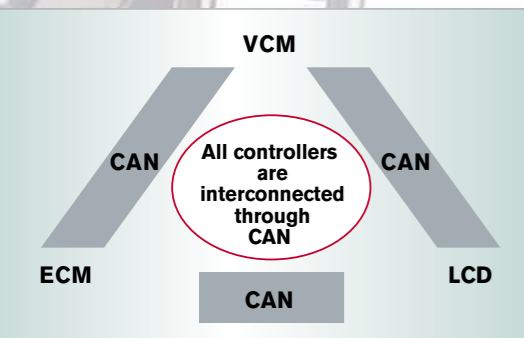 VCM
CAN
All controllers
are
interconnected
through
CAN
CAN
ECM
LCD
CAN